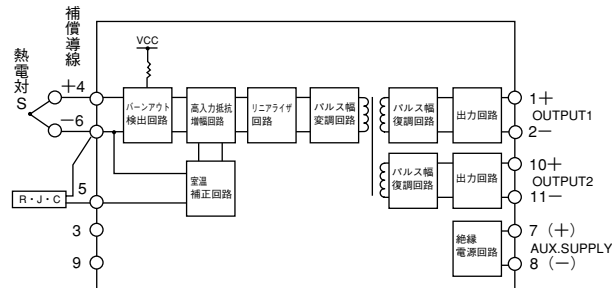 補償導線
熱電対
S
+4
−6
5
R・J・C
3
9
VCC
バーンアウト
検出回路
高入力抵抗
増幅回路
リニアライザ
回路
パルス幅
変調回路
室温
補正回路
パルス幅
復調回路
出力回路
1+
OUTPUT1
2−
パルス幅
復調回路
出力回路
10+
OUTPUT2
11−
絶縁
電源回路
7(+)
AUX.SUPPLY
8(−)